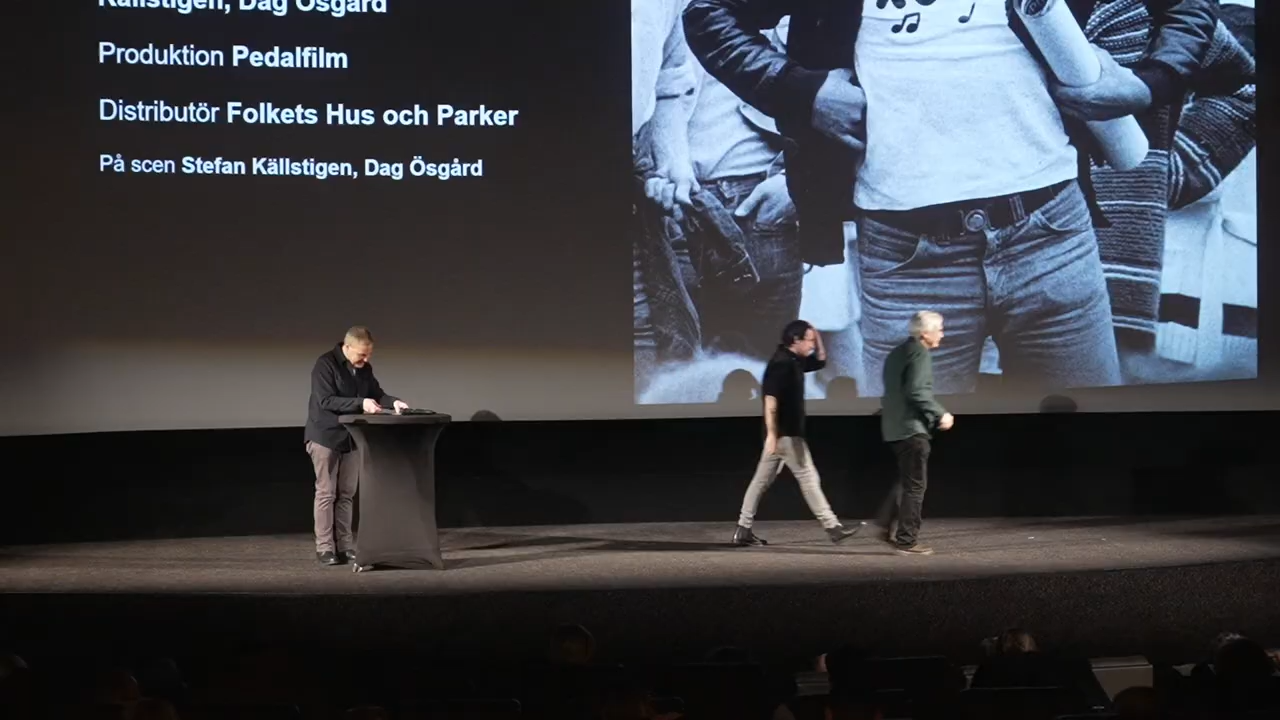 Källstigen, Dag Ösgård
Produktion Pedalfilm
Distributör Folkets Hus och Parker
På scen Stefan Källstigen, Dag Ösgård